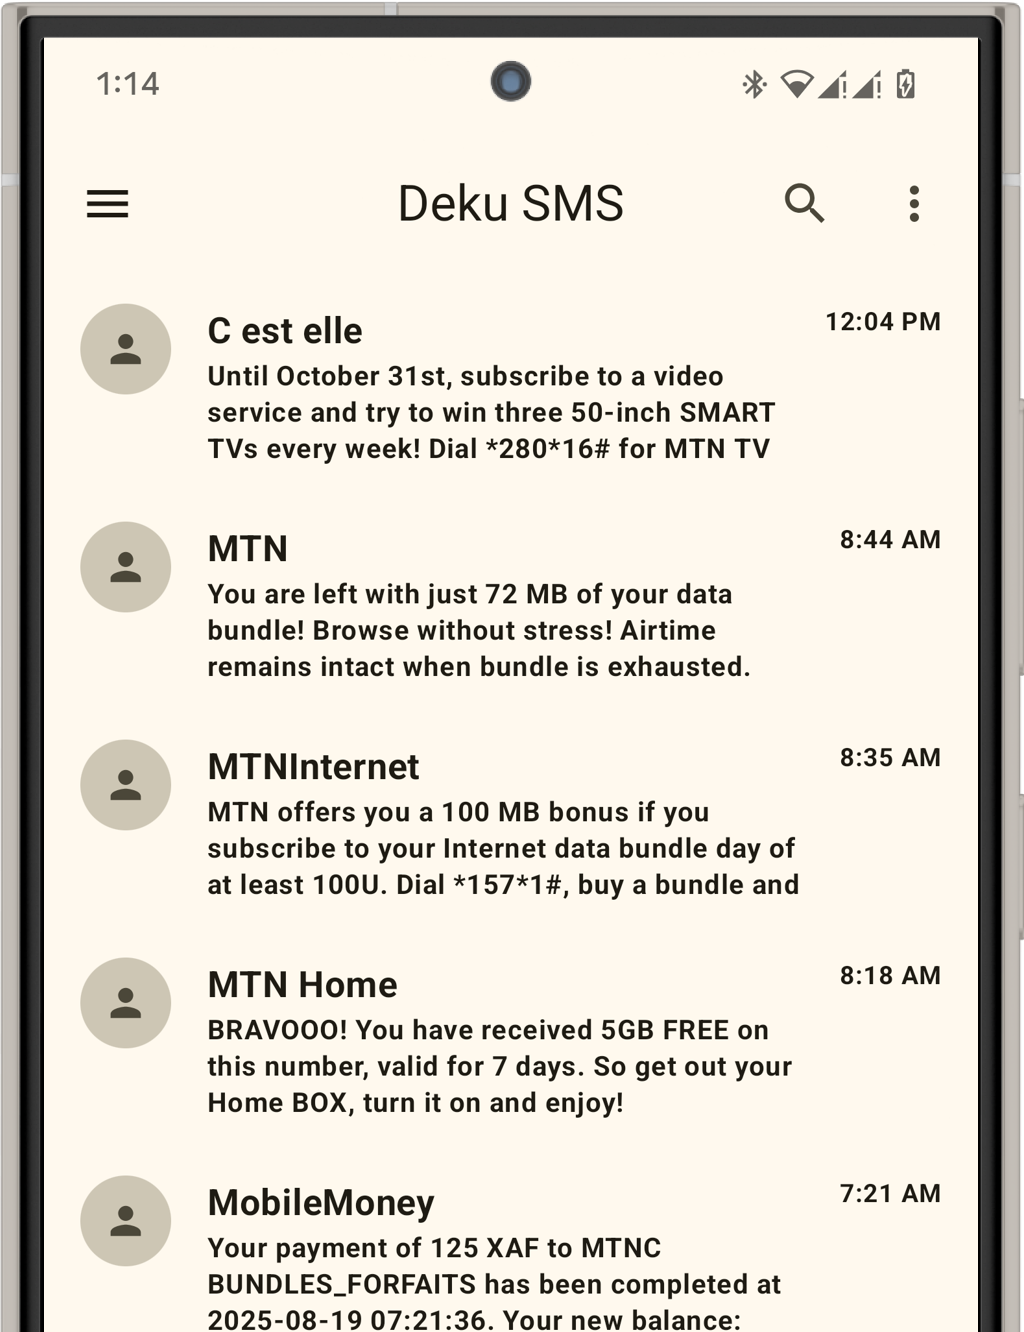 1:14
Deku SMS
C est elle
12:04 PM
Until October 31st, subscribe to a video
service and try to win three 50-inch SMART
TVs every week! Dial *280*16# for MTN TV
MTN
8:44 AM
You are left with just 72 MB of your data
bundle! Browse without stress! Airtime
remains intact when bundle is exhausted.
MTNInternet
8:35 AM
MTN offers you a 100 MB bonus if you
subscribe to your Internet data bundle day of
at least 100U. Dial *157*1#, buy a bundle and
MTN Home
8:18 AM
BRAVOOO! You have received 5GB FREE on
this number, valid for 7 days. So get out your
Home BOX, turn it on and enjoy!
MobileMoney
7:21 AM
Your payment of 125 XAF to MTNC
BUNDLES_FORFAITS has been completed at
2025-08-19 07:21:36. Your new balance: